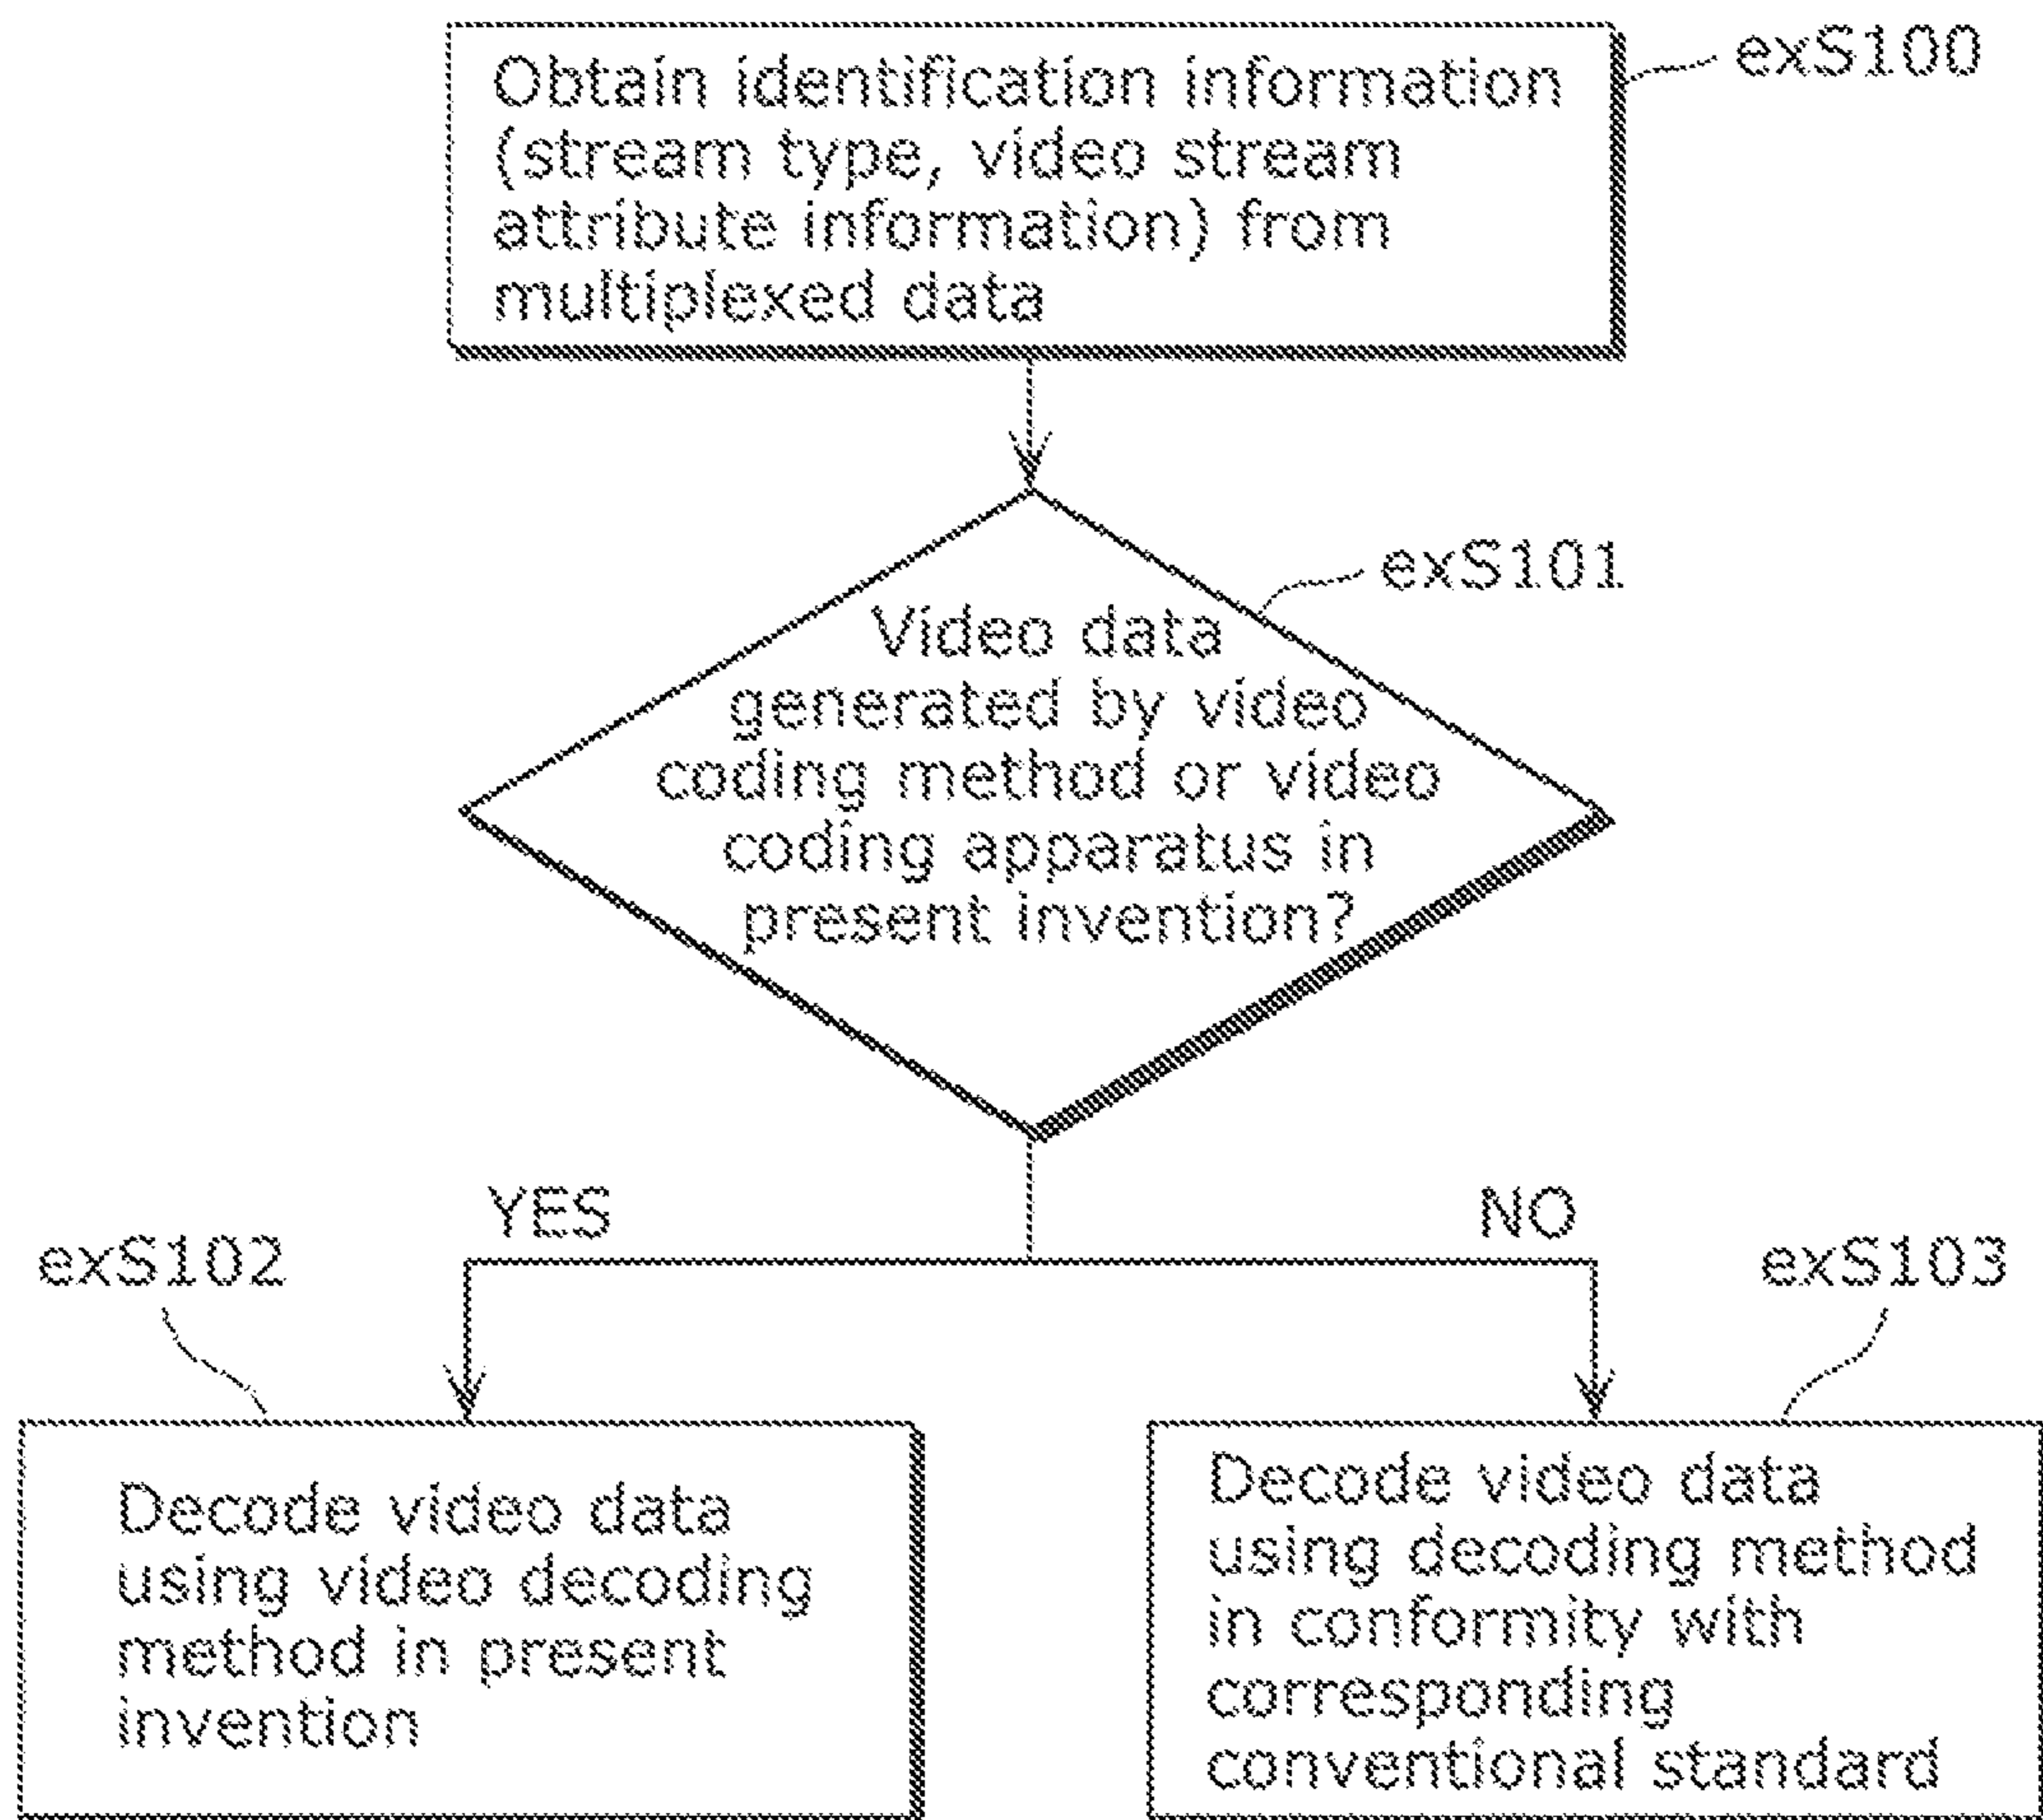 exS100
Obtain identification information
(stream type, video stream
attribute information) from
multiplexed data
exS101
Video data
generated by video
coding method or video
coding apparatus in
present invention?
YES
NO
exS102
exS103
Decode video data
using video decoding
method in present
invention
Decode video data
using decoding method
in conformity with
corresponding
conventional standard